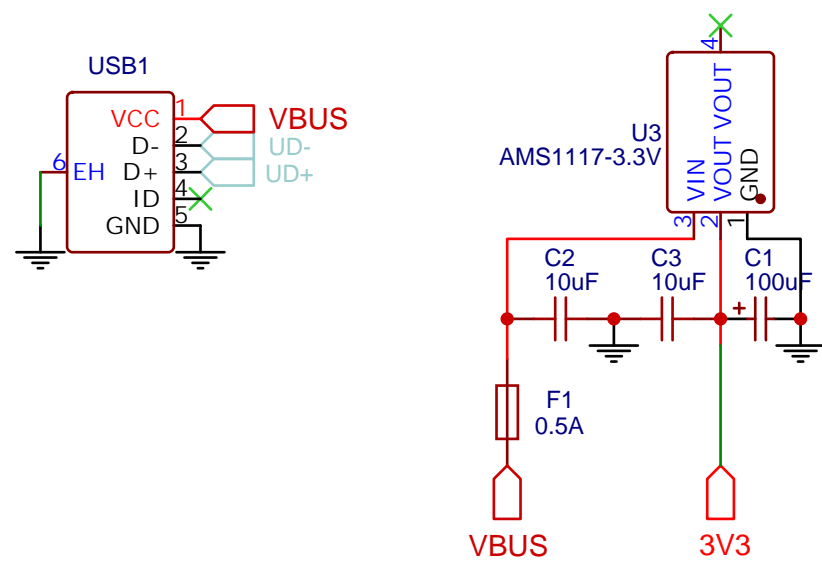 USB1
VCC
1
VBUS
D-
2
UD-
6
EH
D+
3
UD+
ID
4
GND
5
4
U3
AMS1117-3.3V
VIN
VOUT VOUT
GND
3
2
1
C2
10uF
C3
10uF
C1
100uF
+
F1
0.5A
VBUS
3V3